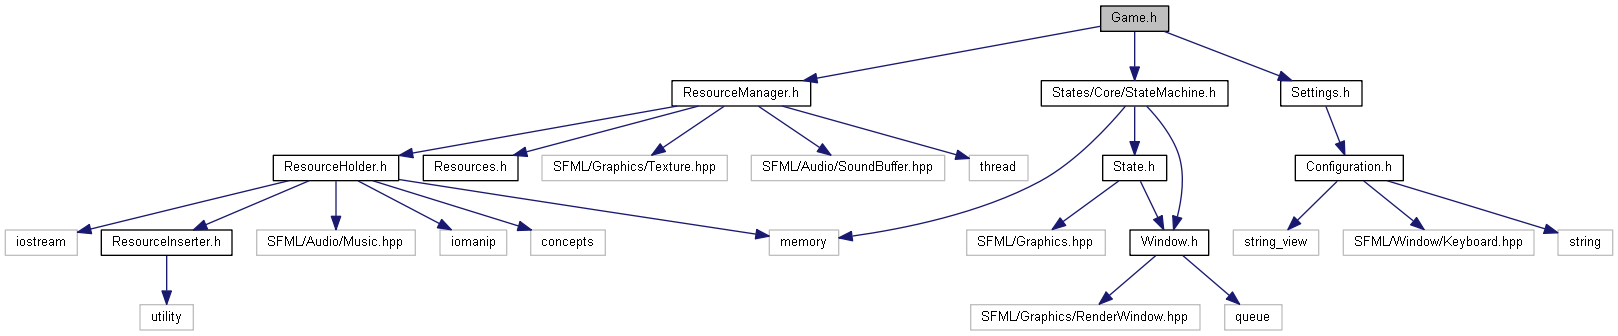 Game.h
ResourceManager.h
States/Core/StateMachine.h
Settings.h
ResourceHolder.h
Resources.h
SFML/Graphics/Texture.hpp
SFML/Audio/SoundBuffer.hpp
thread
State.h
Configuration.h
iostream
ResourceInserter.h
SFML/Audio/Music.hpp
iomanip
concepts
memory
SFML/Graphics.hpp
Window.h
string_view
SFML/Window/Keyboard.hpp
string
utility
SFML/Graphics/RenderWindow.hpp
queue